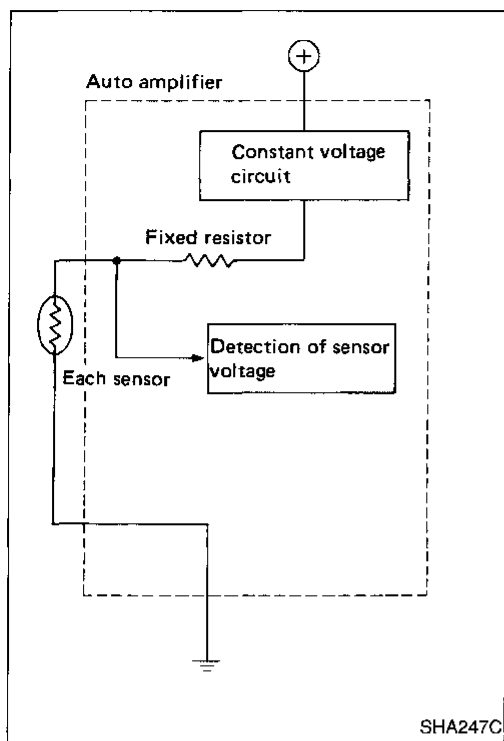 +
Auto amplifier
Constant voltage
circuit
Fixed resistor
Detection of sensor
voltage
Each sensor
SHA247C